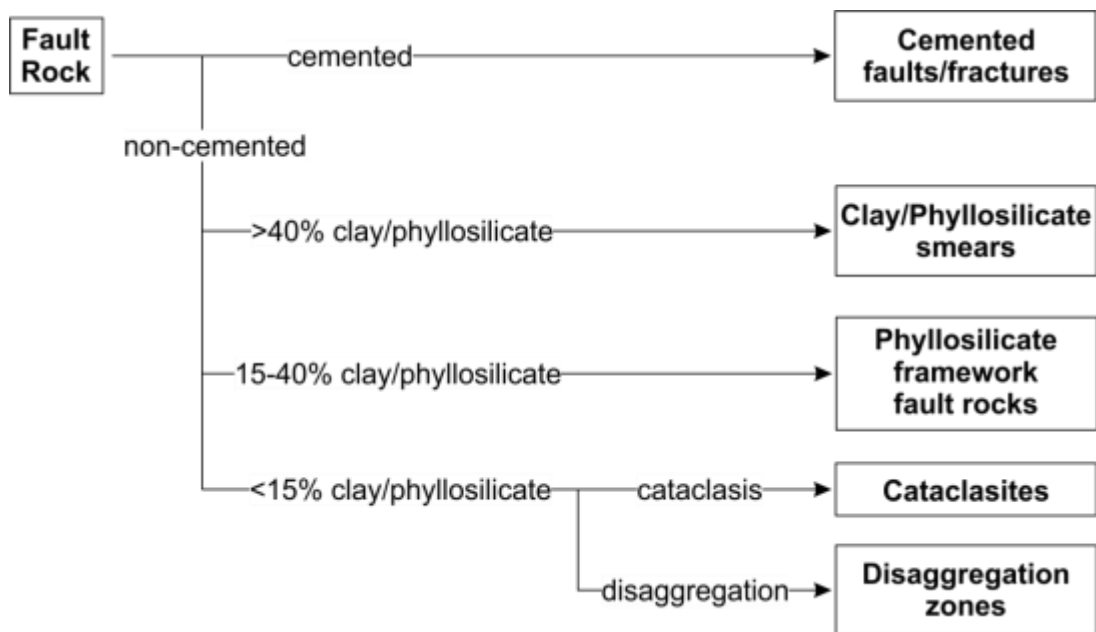 Fault
Rock
cemented
Cemented
faults/fractures
non-cemented
>40% clay/phyllosilicate
Clay/Phyllosilicate
smears
15-40% clay/phyllosilicate
Phyllosilicate
framework
fault rocks
<15% clay/phyllosilicate
cataclasis
Cataclasites
disaggregation
Disaggregation
zones